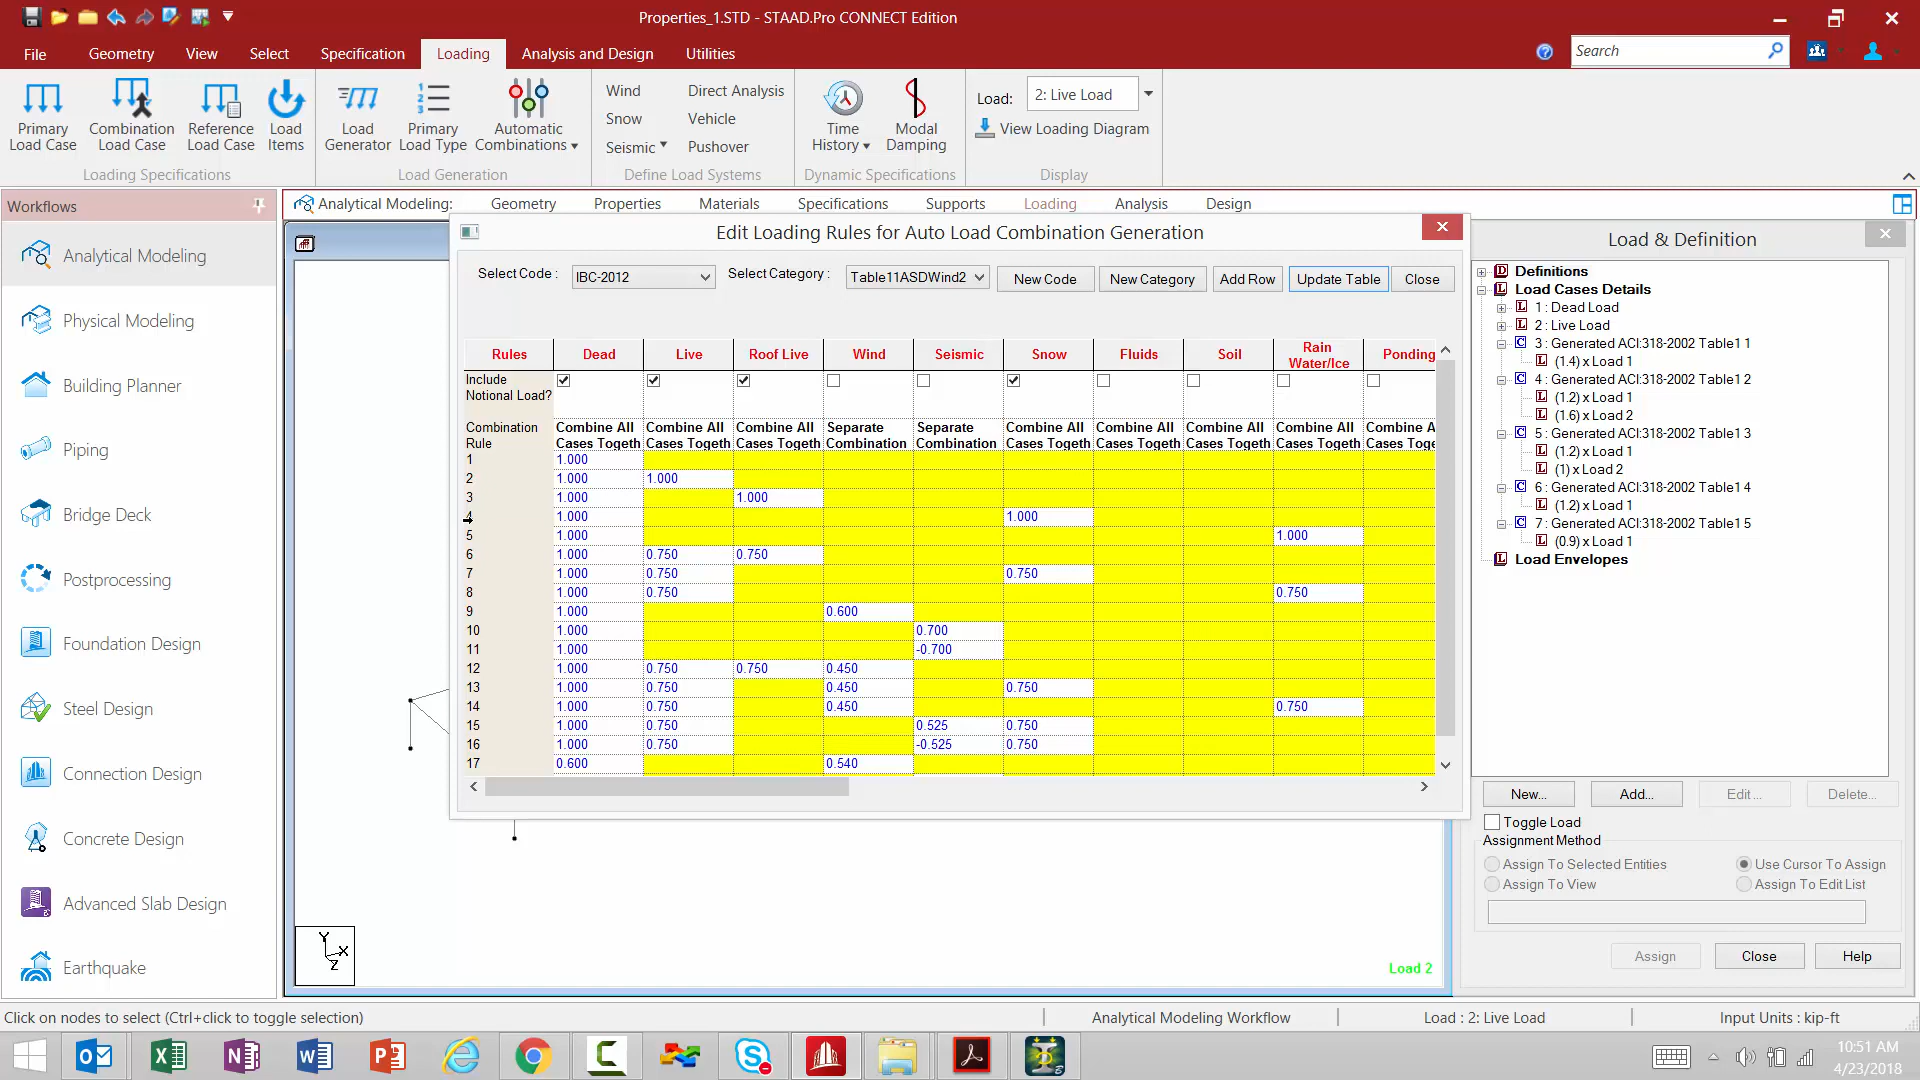 Properties_1.STD - STAAD.Pro CONNECT Edition
File Geometry View Select Specification Loading Analysis and Design Utilities
Search
Primary Load Case
Combination Load Case
Reference Load Case
Load Items
Loading Specifications
Load Generator
Primary Load Type
Automatic Combinations
Load Generation
Wind Direct Analysis
Snow Vehicle
Seismic Pushover
Define Load Systems
Time History
Modal Damping
Dynamic Specifications
Load: 2: Live Load
View Loading Diagram
Display
Workflows
Analytical Modeling
Physical Modeling
Building Planner
Piping
Bridge Deck
Postprocessing
Foundation Design
Steel Design
Connection Design
Concrete Design
Advanced Slab Design
Earthquake
Analytical Modeling: Geometry Properties Materials Specifications Supports Loading Analysis Design
Edit Loading Rules for Auto Load Combination Generation
Select Code : IBC-2012 Select Category : Table11ASDWind2 New Code New Category Add Row Update Table Close
Rules Dead Live Roof Live Wind Seismic Snow Fluids Soil Rain Water/Ice Ponding
Include
Notional Load?
Combination Combine All Combine All Combine All Separate Separate Combine All Combine All Combine All Combine All Combine A
Rule Cases Togeth Cases Togeth Cases Togeth Combination Combination Cases Togeth Cases Togeth Cases Togeth Cases Togeth Cases Toge
1 1.000
2 1.000 1.000
3 1.000 1.000
4 1.000 1.000
5 1.000 1.000
6 1.000 0.750 0.750
7 1.000 0.750 0.750
8 1.000 0.750 0.750
9 1.000 0.600
10 1.000 0.700
11 1.000 -0.700
12 1.000 0.750 0.750 0.450
13 1.000 0.750 0.450 0.750
14 1.000 0.750 0.450 0.750
15 1.000 0.750 0.525 0.750
16 1.000 0.750 -0.525 0.750
17 0.600 0.540
Y
X
Z
Load 2
Load & Definition
Definitions
Load Cases Details
1 : Dead Load
2 : Live Load
3 : Generated ACI:318-2002 Table1 1
(1.4) x Load 1
4 : Generated ACI:318-2002 Table1 2
(1.2) x Load 1
(1.6) x Load 2
5 : Generated ACI:318-2002 Table1 3
(1.2) x Load 1
(1) x Load 2
6 : Generated ACI:318-2002 Table1 4
(1.2) x Load 1
7 : Generated ACI:318-2002 Table1 5
(0.9) x Load 1
Load Envelopes
New... Add... Edit ... Delete...
Toggle Load
Assignment Method
Assign To Selected Entities Use Cursor To Assign
Assign To View Assign To Edit List
Assign Close Help
Click on nodes to select (Ctrl+click to toggle selection) Analytical Modeling Workflow Load : 2: Live Load Input Units : kip-ft
10:51 AM
4/23/2018